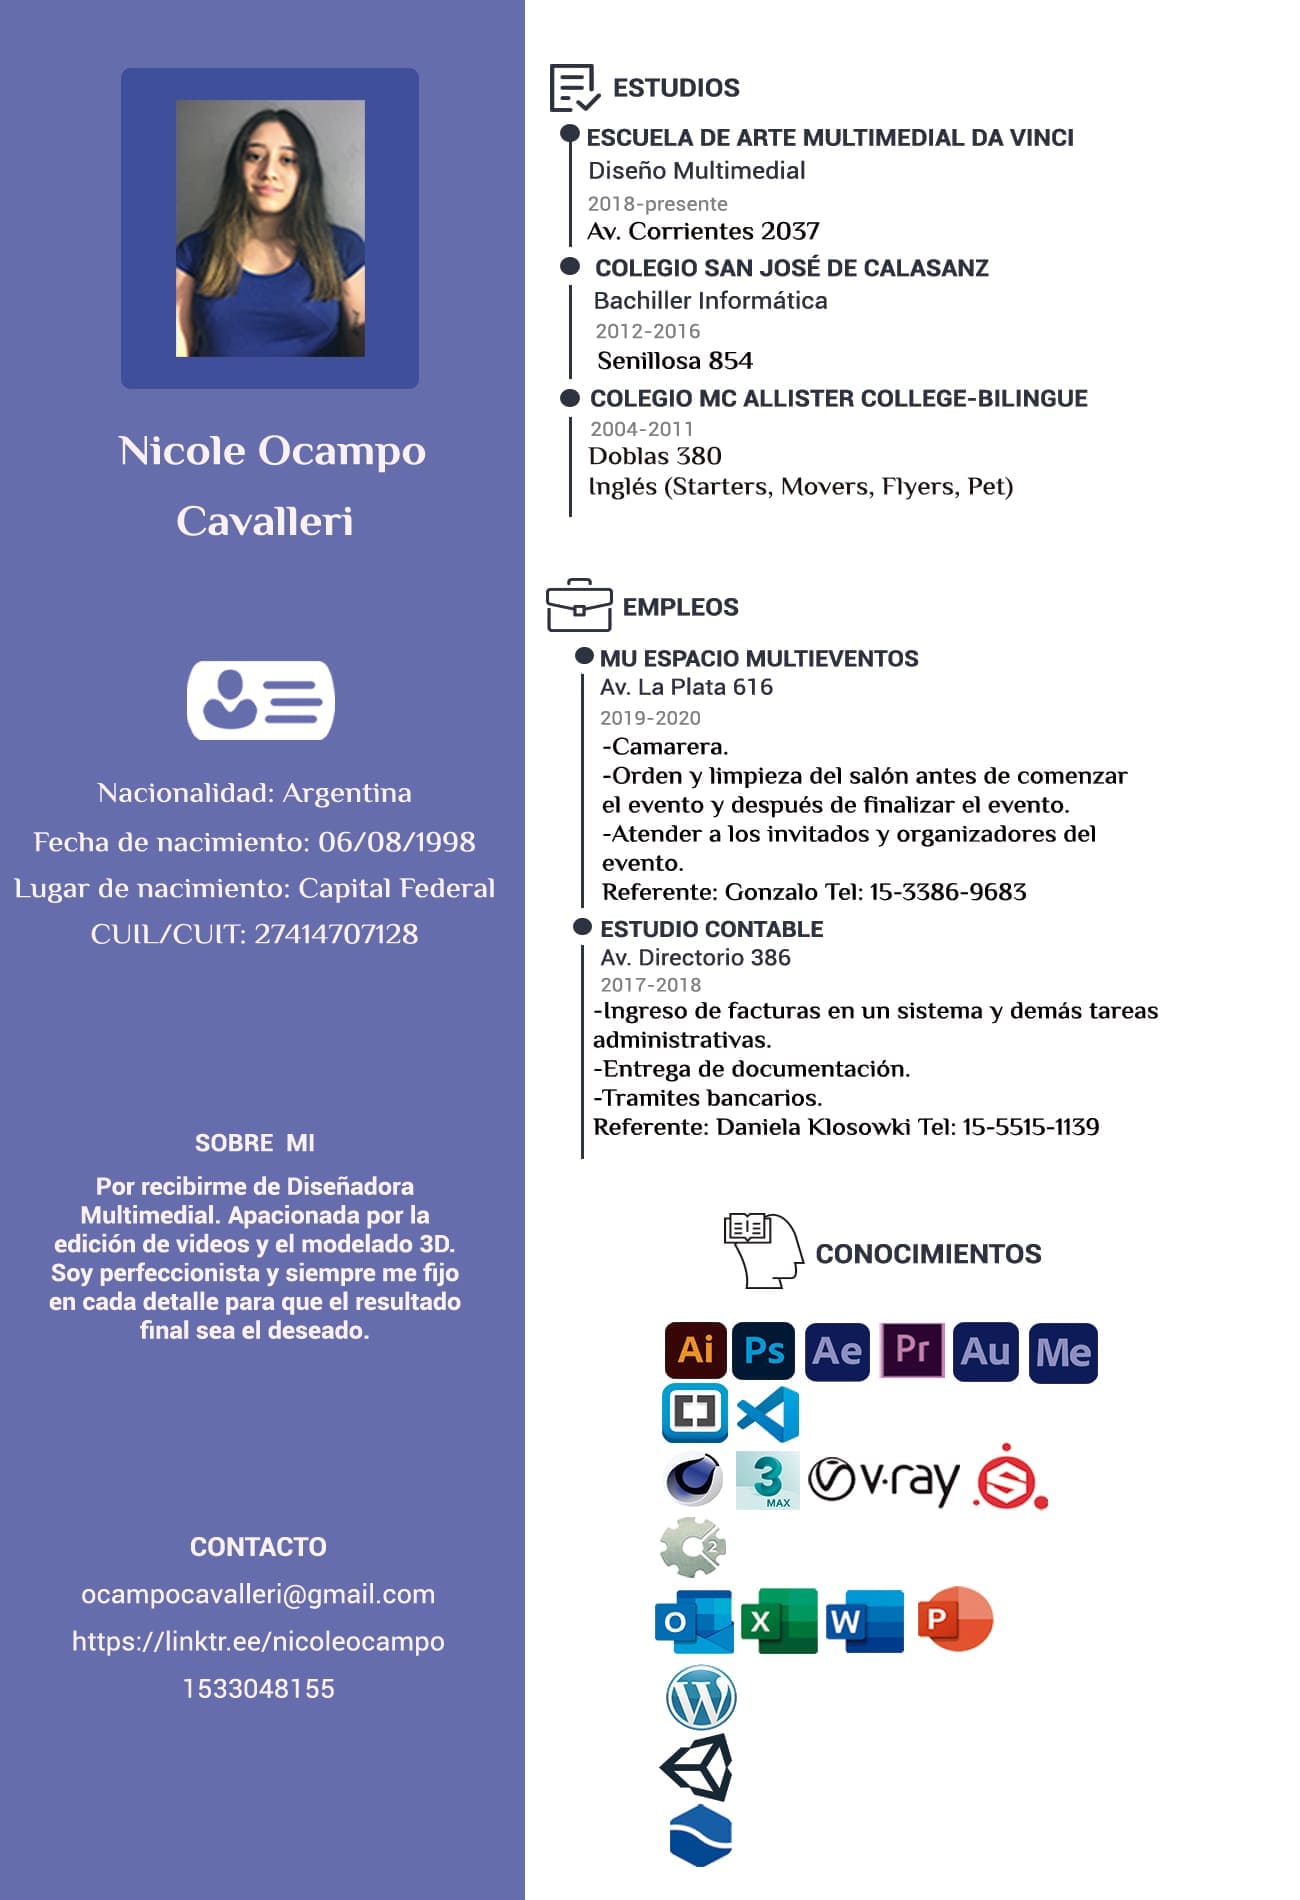 Nicole Ocampo
Cavalleri
Nacionalidad: Argentina
Fecha de nacimiento: 06/08/1998
Lugar de nacimiento: Capital Federal
CUIL/CUIT: 27414707128
SOBRE MI
Por recibirme de Diseñadora
Multimedial. Apacionada por la
edición de videos y el modelado 3D.
Soy perfeccionista y siempre me fijo
en cada detalle para que el resultado
final sea el deseado.
CONTACTO
ocampocavalleri@gmail.com
https://linktr.ee/nicoleocampo
1533048155
ESTUDIOS
ESCUELA DE ARTE MULTIMEDIAL DA VINCI
Diseño Multimedial
2018-presente
Av. Corrientes 2037
COLEGIO SAN JOSÉ DE CALASANZ
Bachiller Informática
2012-2016
Senillosa 854
COLEGIO MC ALLISTER COLLEGE-BILINGUE
2004-2011
Doblas 380
Inglés (Starters, Movers, Flyers, Pet)
EMPLEOS
MU ESPACIO MULTIEVENTOS
Av. La Plata 616
2019-2020
-Camarera.
-Orden y limpieza del salón antes de comenzar
el evento y después de finalizar el evento.
-Atender a los invitados y organizadores del
evento.
Referente: Gonzalo Tel: 15-3386-9683
ESTUDIO CONTABLE
Av. Directorio 386
2017-2018
-Ingreso de facturas en un sistema y demás tareas
administrativas.
-Entrega de documentación.
-Tramites bancarios.
Referente: Daniela Klosowki Tel: 15-5515-1139
CONOCIMIENTOS
Ai Ps Ae Pr Au Me
3 MAX v·ray S
2
O X W P
W